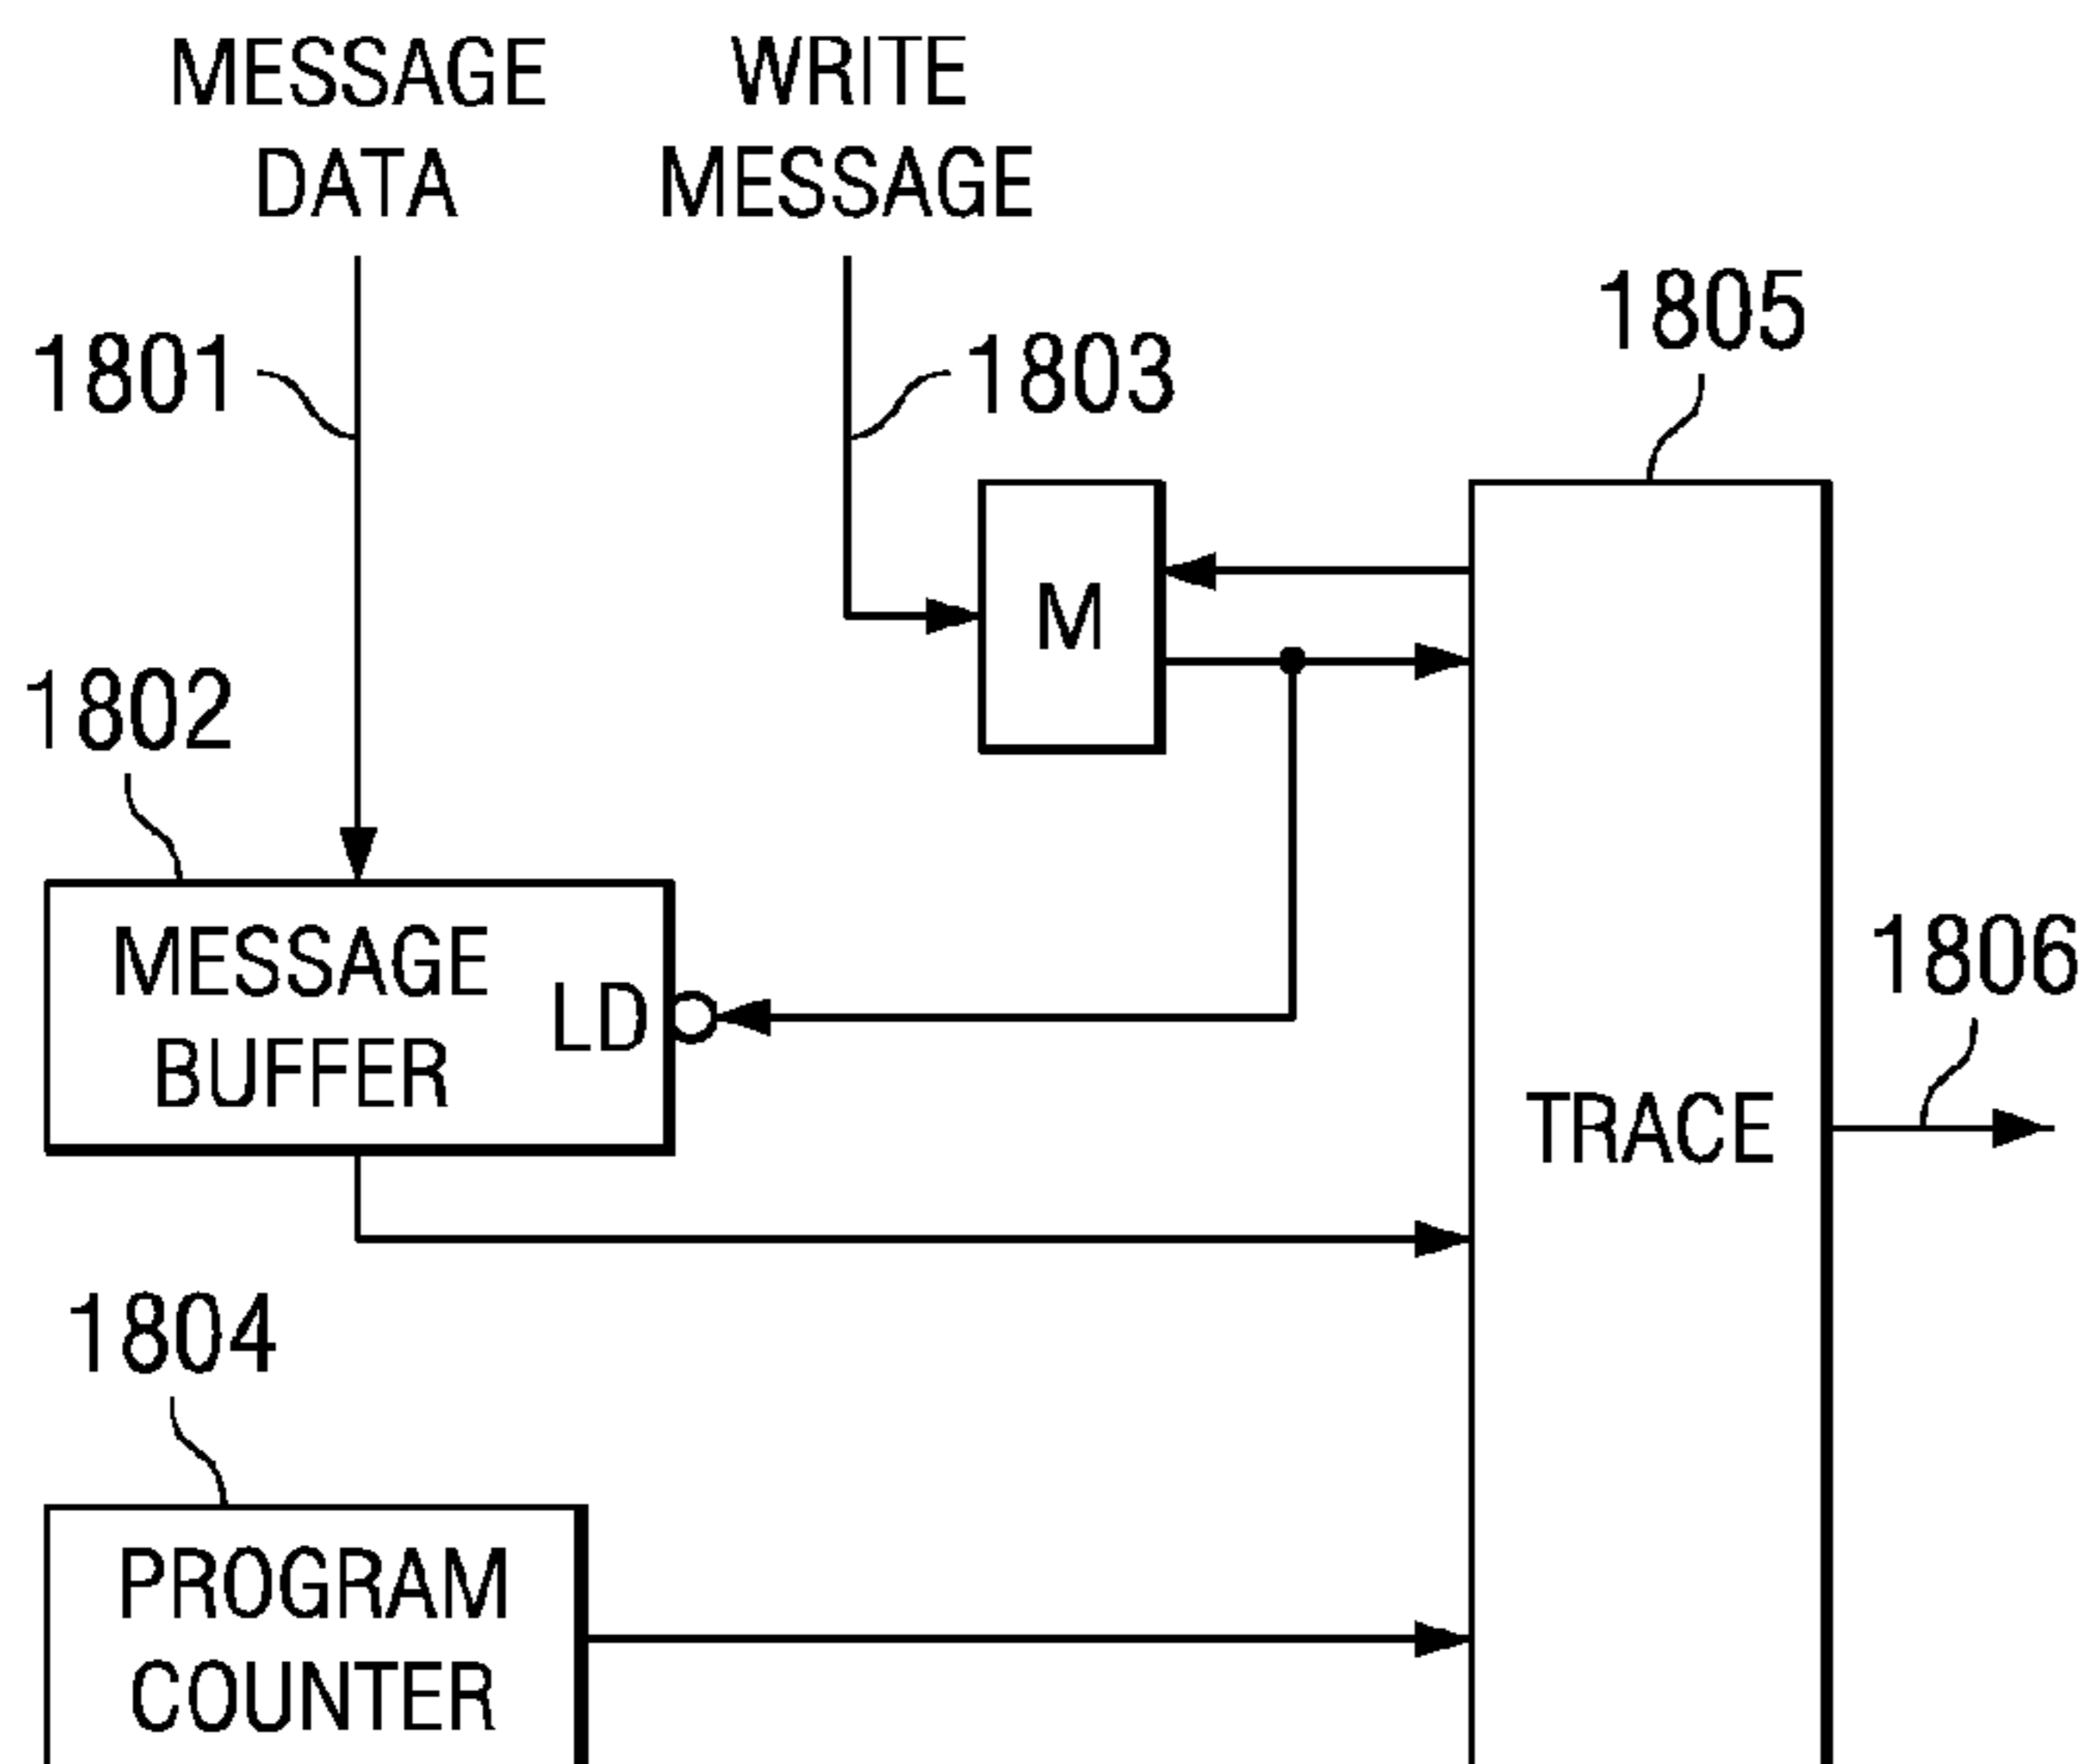 MESSAGE
DATA
WRITE
MESSAGE
1801
1803
1805
M
1802
MESSAGE
BUFFER
LD
1806
TRACE
1804
PROGRAM
COUNTER